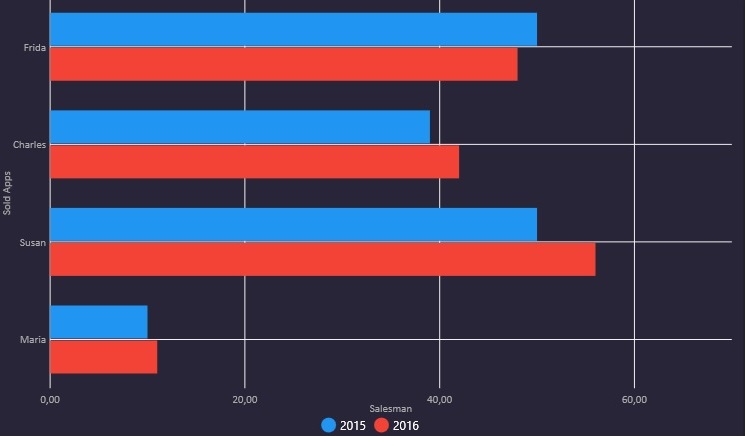 Frida
Charles
Sold Apps
Susan
Maria
0,00 20,00 40,00 60,00
Salesman
2015 2016